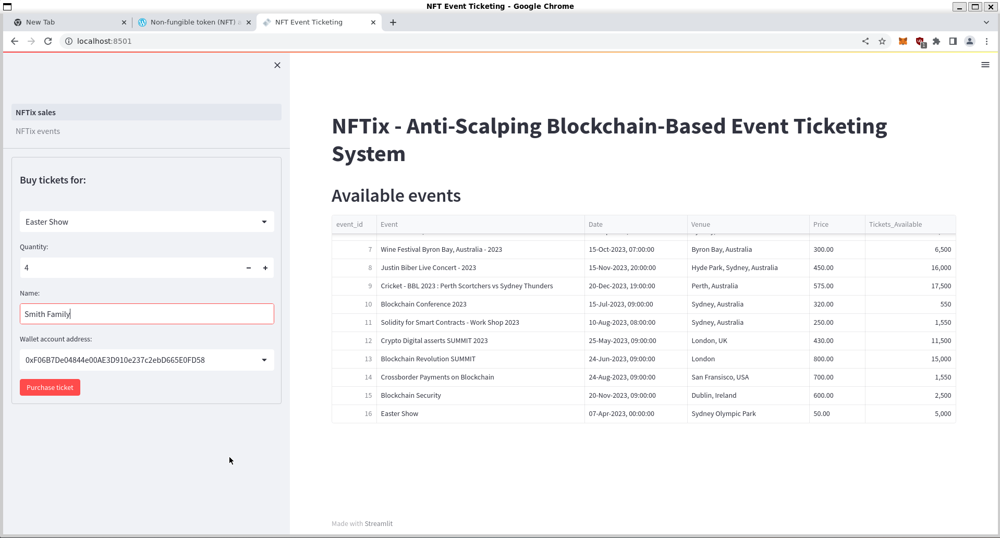 NFT Event Ticketing - Google Chrome
New Tab
Non-fungible token (NFT)
NFT Event Ticketing
localhost:8501
1
NFTix sales
NFTix events
Buy tickets for:
Easter Show
Quantity:
4
Name:
Smith Family
Wallet account address:
0xF06B7De04844e00AE3D910e237c2ebD665E0FD58
Purchase ticket
NFTix - Anti-Scalping Blockchain-Based Event Ticketing
System
Available events
event_id Event Date Venue Price Tickets_Available
7 Wine Festival Byron Bay, Australia - 2023 15-Oct-2023, 07:00:00 Byron Bay, Australia 300.00 6,500
8 Justin Biber Live Concert - 2023 15-Nov-2023, 20:00:00 Hyde Park, Sydney, Australia 450.00 16,000
9 Cricket - BBL 2023 : Perth Scortchers vs Sydney Thunders 20-Dec-2023, 19:00:00 Perth, Australia 575.00 17,500
10 Blockchain Conference 2023 15-Jul-2023, 09:00:00 Sydney, Australia 320.00 550
11 Solidity for Smart Contracts - Work Shop 2023 10-Aug-2023, 08:00:00 Sydney, Australia 250.00 1,550
12 Crypto Digital asserts SUMMIT 2023 25-May-2023, 09:00:00 London, UK 430.00 11,500
13 Blockchain Revolution SUMMIT 24-Jun-2023, 09:00:00 London 800.00 15,000
14 Crossborder Payments on Blockchain 24-Aug-2023, 09:00:00 San Fransisco, USA 700.00 1,550
15 Blockchain Security 20-Nov-2023, 09:00:00 Dublin, Ireland 600.00 2,500
16 Easter Show 07-Apr-2023, 00:00:00 Sydney Olympic Park 50.00 5,000
Made with Streamlit